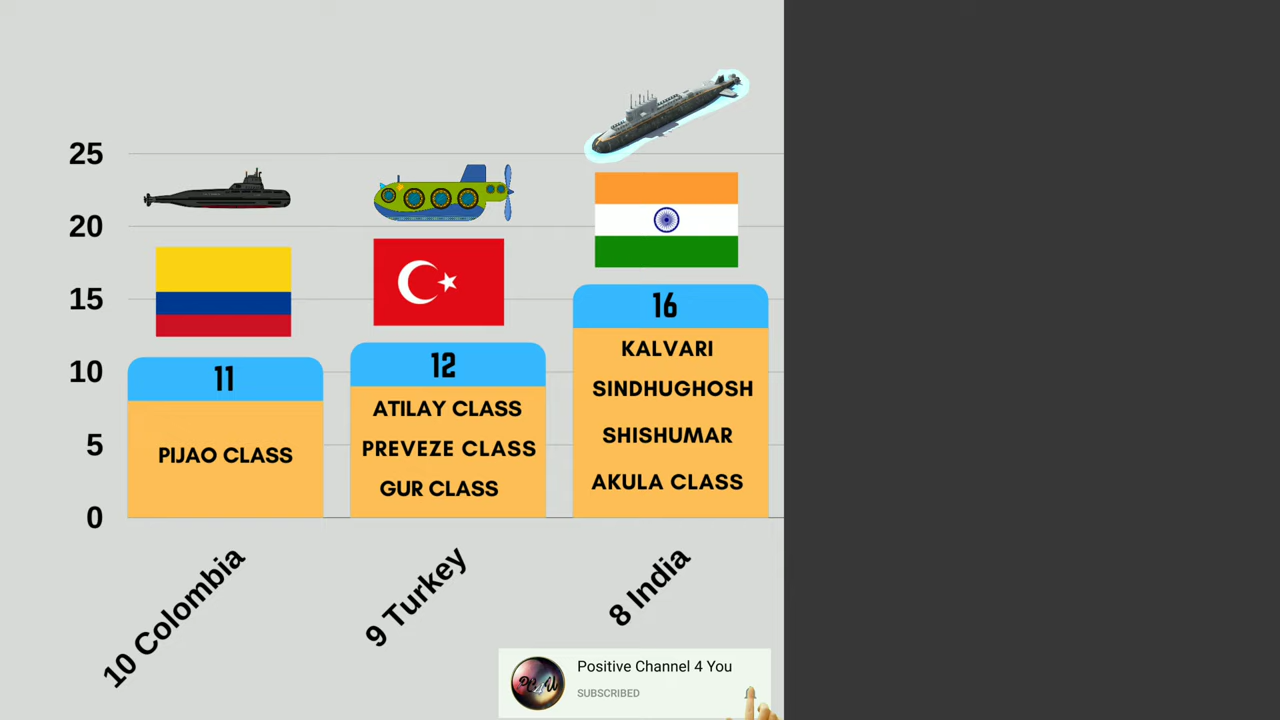 25
20
15
10
5
0
11
PIJAO CLASS
12
ATILAY CLASS
PREVEZE CLASS
GUR CLASS
16
KALVARI
SINDHUGHOSH
SHISHUMAR
AKULA CLASS
10 Colombia
9 Turkey
8 India
Positive Channel 4 You
SUBSCRIBED